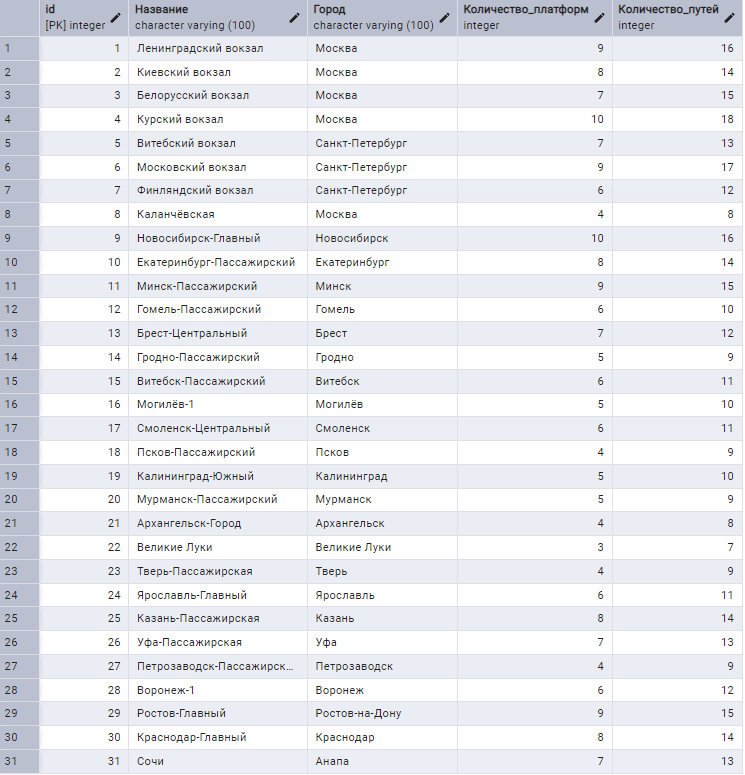 id Название Город Количество_платформ Количество_путей
[PK] integer character varying (100) character varying (100) integer integer
1 1 Ленинградский вокзал Москва 9 16
2 2 Киевский вокзал Москва 8 14
3 3 Белорусский вокзал Москва 7 15
4 4 Курский вокзал Москва 10 18
5 5 Витебский вокзал Санкт-Петербург 7 13
6 6 Московский вокзал Санкт-Петербург 9 17
7 7 Финляндский вокзал Санкт-Петербург 6 12
8 8 Каланчёвская Москва 4 8
9 9 Новосибирск-Главный Новосибирск 10 16
10 10 Екатеринбург-Пассажирский Екатеринбург 8 14
11 11 Минск-Пассажирский Минск 9 15
12 12 Гомель-Пассажирский Гомель 6 10
13 13 Брест-Центральный Брест 7 12
14 14 Гродно-Пассажирский Гродно 5 9
15 15 Витебск-Пассажирский Витебск 6 11
16 16 Могилёв-1 Могилёв 5 10
17 17 Смоленск-Центральный Смоленск 6 11
18 18 Псков-Пассажирский Псков 4 9
19 19 Калининград-Южный Калининград 5 10
20 20 Мурманск-Пассажирский Мурманск 5 9
21 21 Архангельск-Город Архангельск 4 8
22 22 Великие Луки Великие Луки 3 7
23 23 Тверь-Пассажирская Тверь 4 9
24 24 Ярославль-Главный Ярославль 6 11
25 25 Казань-Пассажирская Казань 8 14
26 26 Уфа-Пассажирская Уфа 7 13
27 27 Петрозаводск-Пассажирск... Петрозаводск 4 9
28 28 Воронеж-1 Воронеж 6 12
29 29 Ростов-Главный Ростов-на-Дону 9 15
30 30 Краснодар-Главный Краснодар 8 14
31 31 Сочи Анапа 7 13